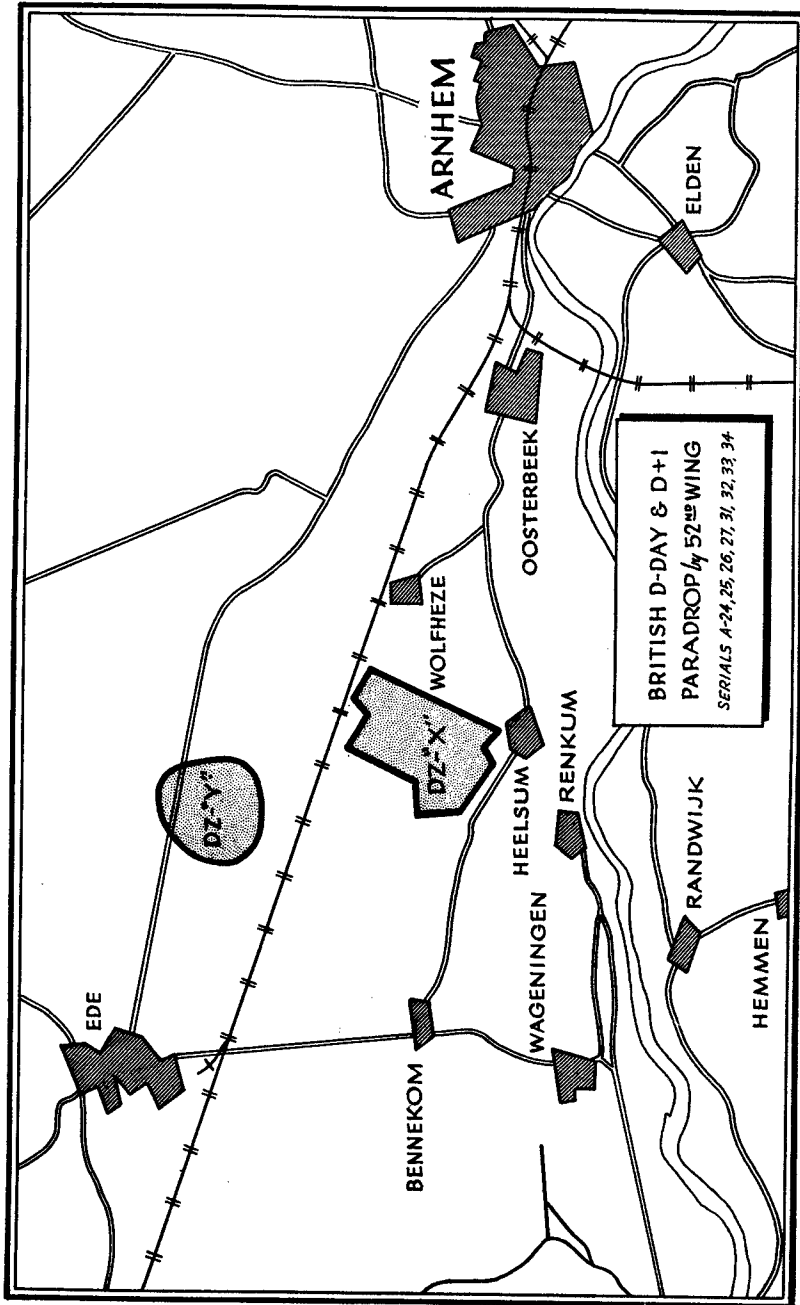 EDE
ARNHEM
DZ-"Y"
BENNEKOM
DZ-"X"
WOLFHEZE
OOSTERBEEK
WAGENINGEN
HEELSUM
RENKUM
ELDEN
RANDWIJK
HEMMEN
BRITISH D-DAY & D+1
PARADROP by 52ND WING
SERIALS A-24, 25, 26, 27, 31, 32, 33, 34